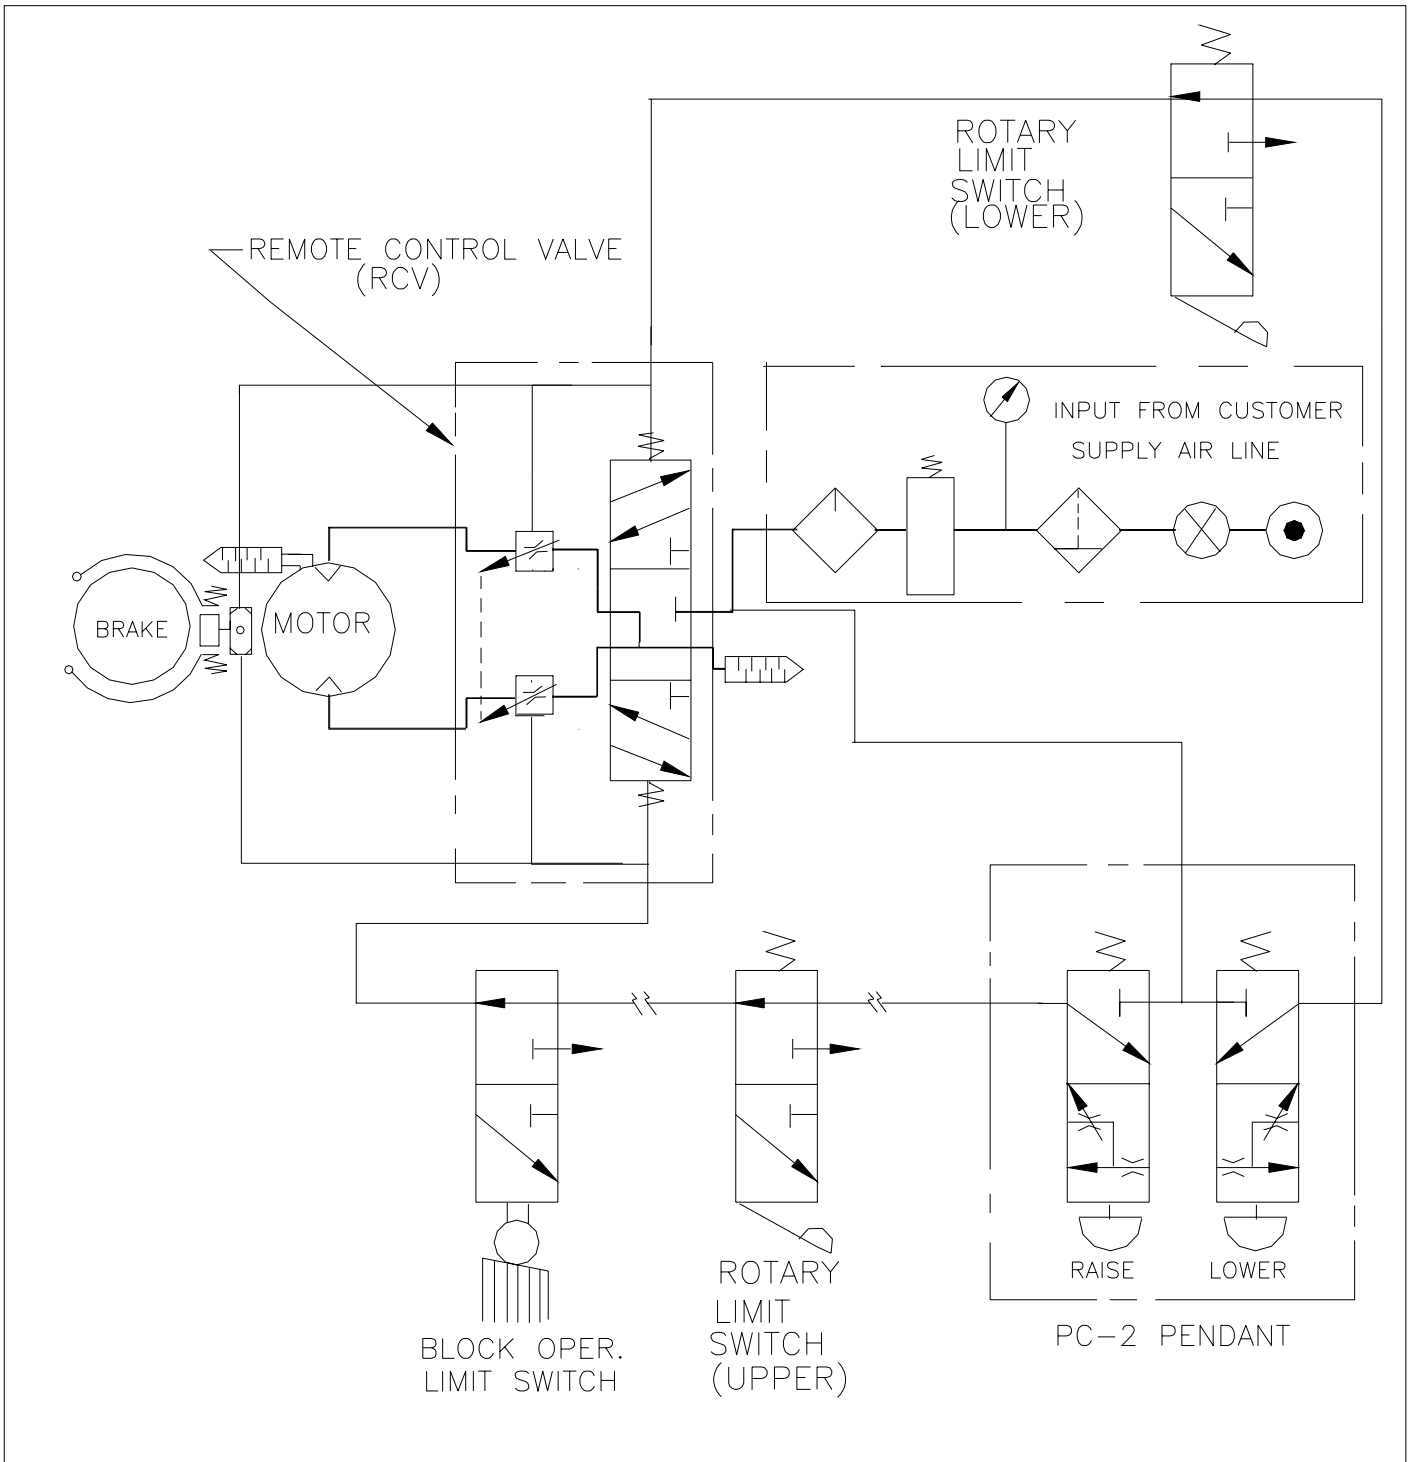 ROTARY
LIMIT
SWITCH
(LOWER)
REMOTE CONTROL VALVE
(RCV)
INPUT FROM CUSTOMER
SUPPLY AIR LINE
BRAKE
MOTOR
RAISE
LOWER
PC-2 PENDANT
ROTARY
LIMIT
SWITCH
(UPPER)
BLOCK OPER.
LIMIT SWITCH